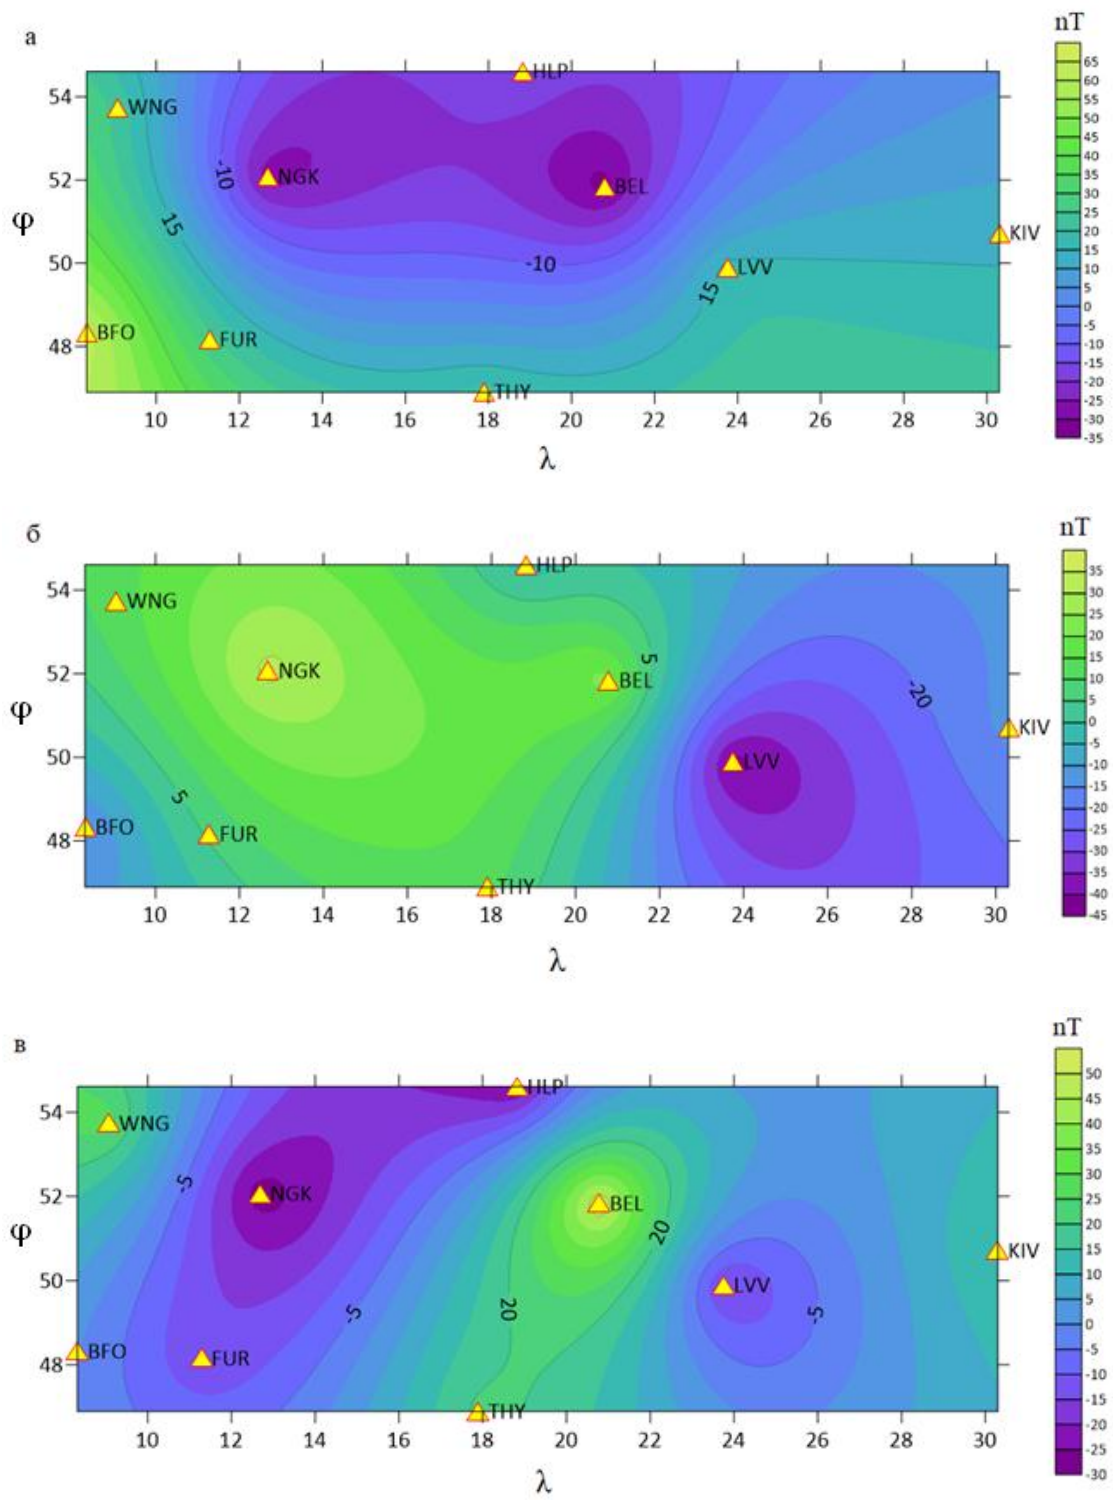 а
nT
HLP
WNG
NGK
BEL
KIV
LVV
BFO
FUR
THY
-10
15
-10
15
54
52
50
48
φ
10 12 14 16 18 20 22 24 26 28 30
λ
65
60
55
50
45
40
35
30
25
20
15
10
5
0
-5
-10
-15
-20
-25
-30
-35
б
nT
HLP
WNG
NGK
BEL
KIV
LVV
BFO
FUR
THY
5
5
-20
54
52
50
48
φ
10 12 14 16 18 20 22 24 26 28 30
λ
35
30
25
20
15
10
5
0
-5
-10
-15
-20
-25
-30
-35
-40
-45
в
nT
HLP
WNG
NGK
BEL
KIV
LVV
BFO
FUR
THY
-5
-5
20
20
-5
54
52
50
48
φ
10 12 14 16 18 20 22 24 26 28 30
λ
50
45
40
35
30
25
20
15
10
5
0
-5
-10
-15
-20
-25
-30